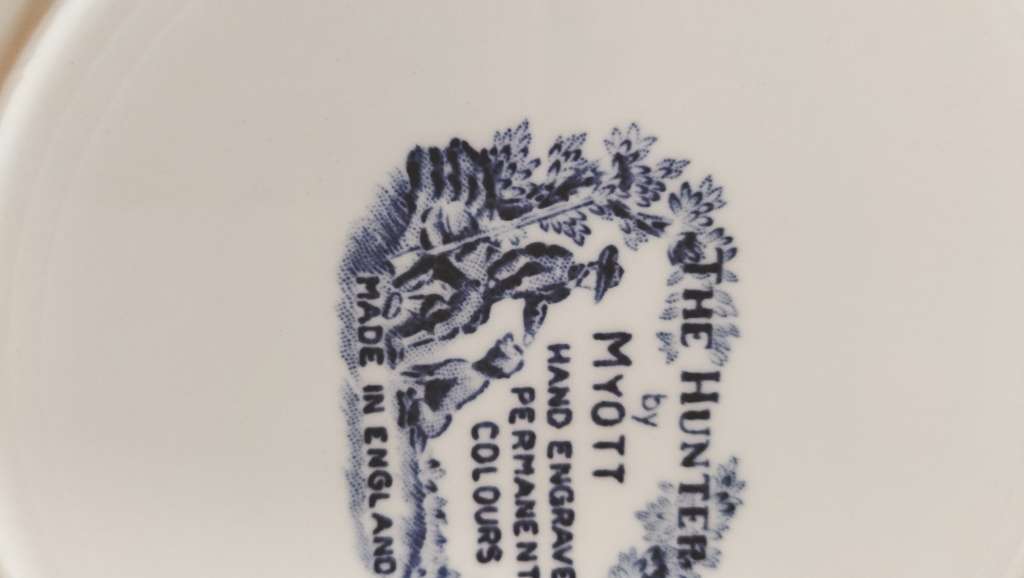 THE HUNTER
by
MYOTT
HAND ENGRAVE
PERMANENT
COLOURS
MADE IN ENGLAND